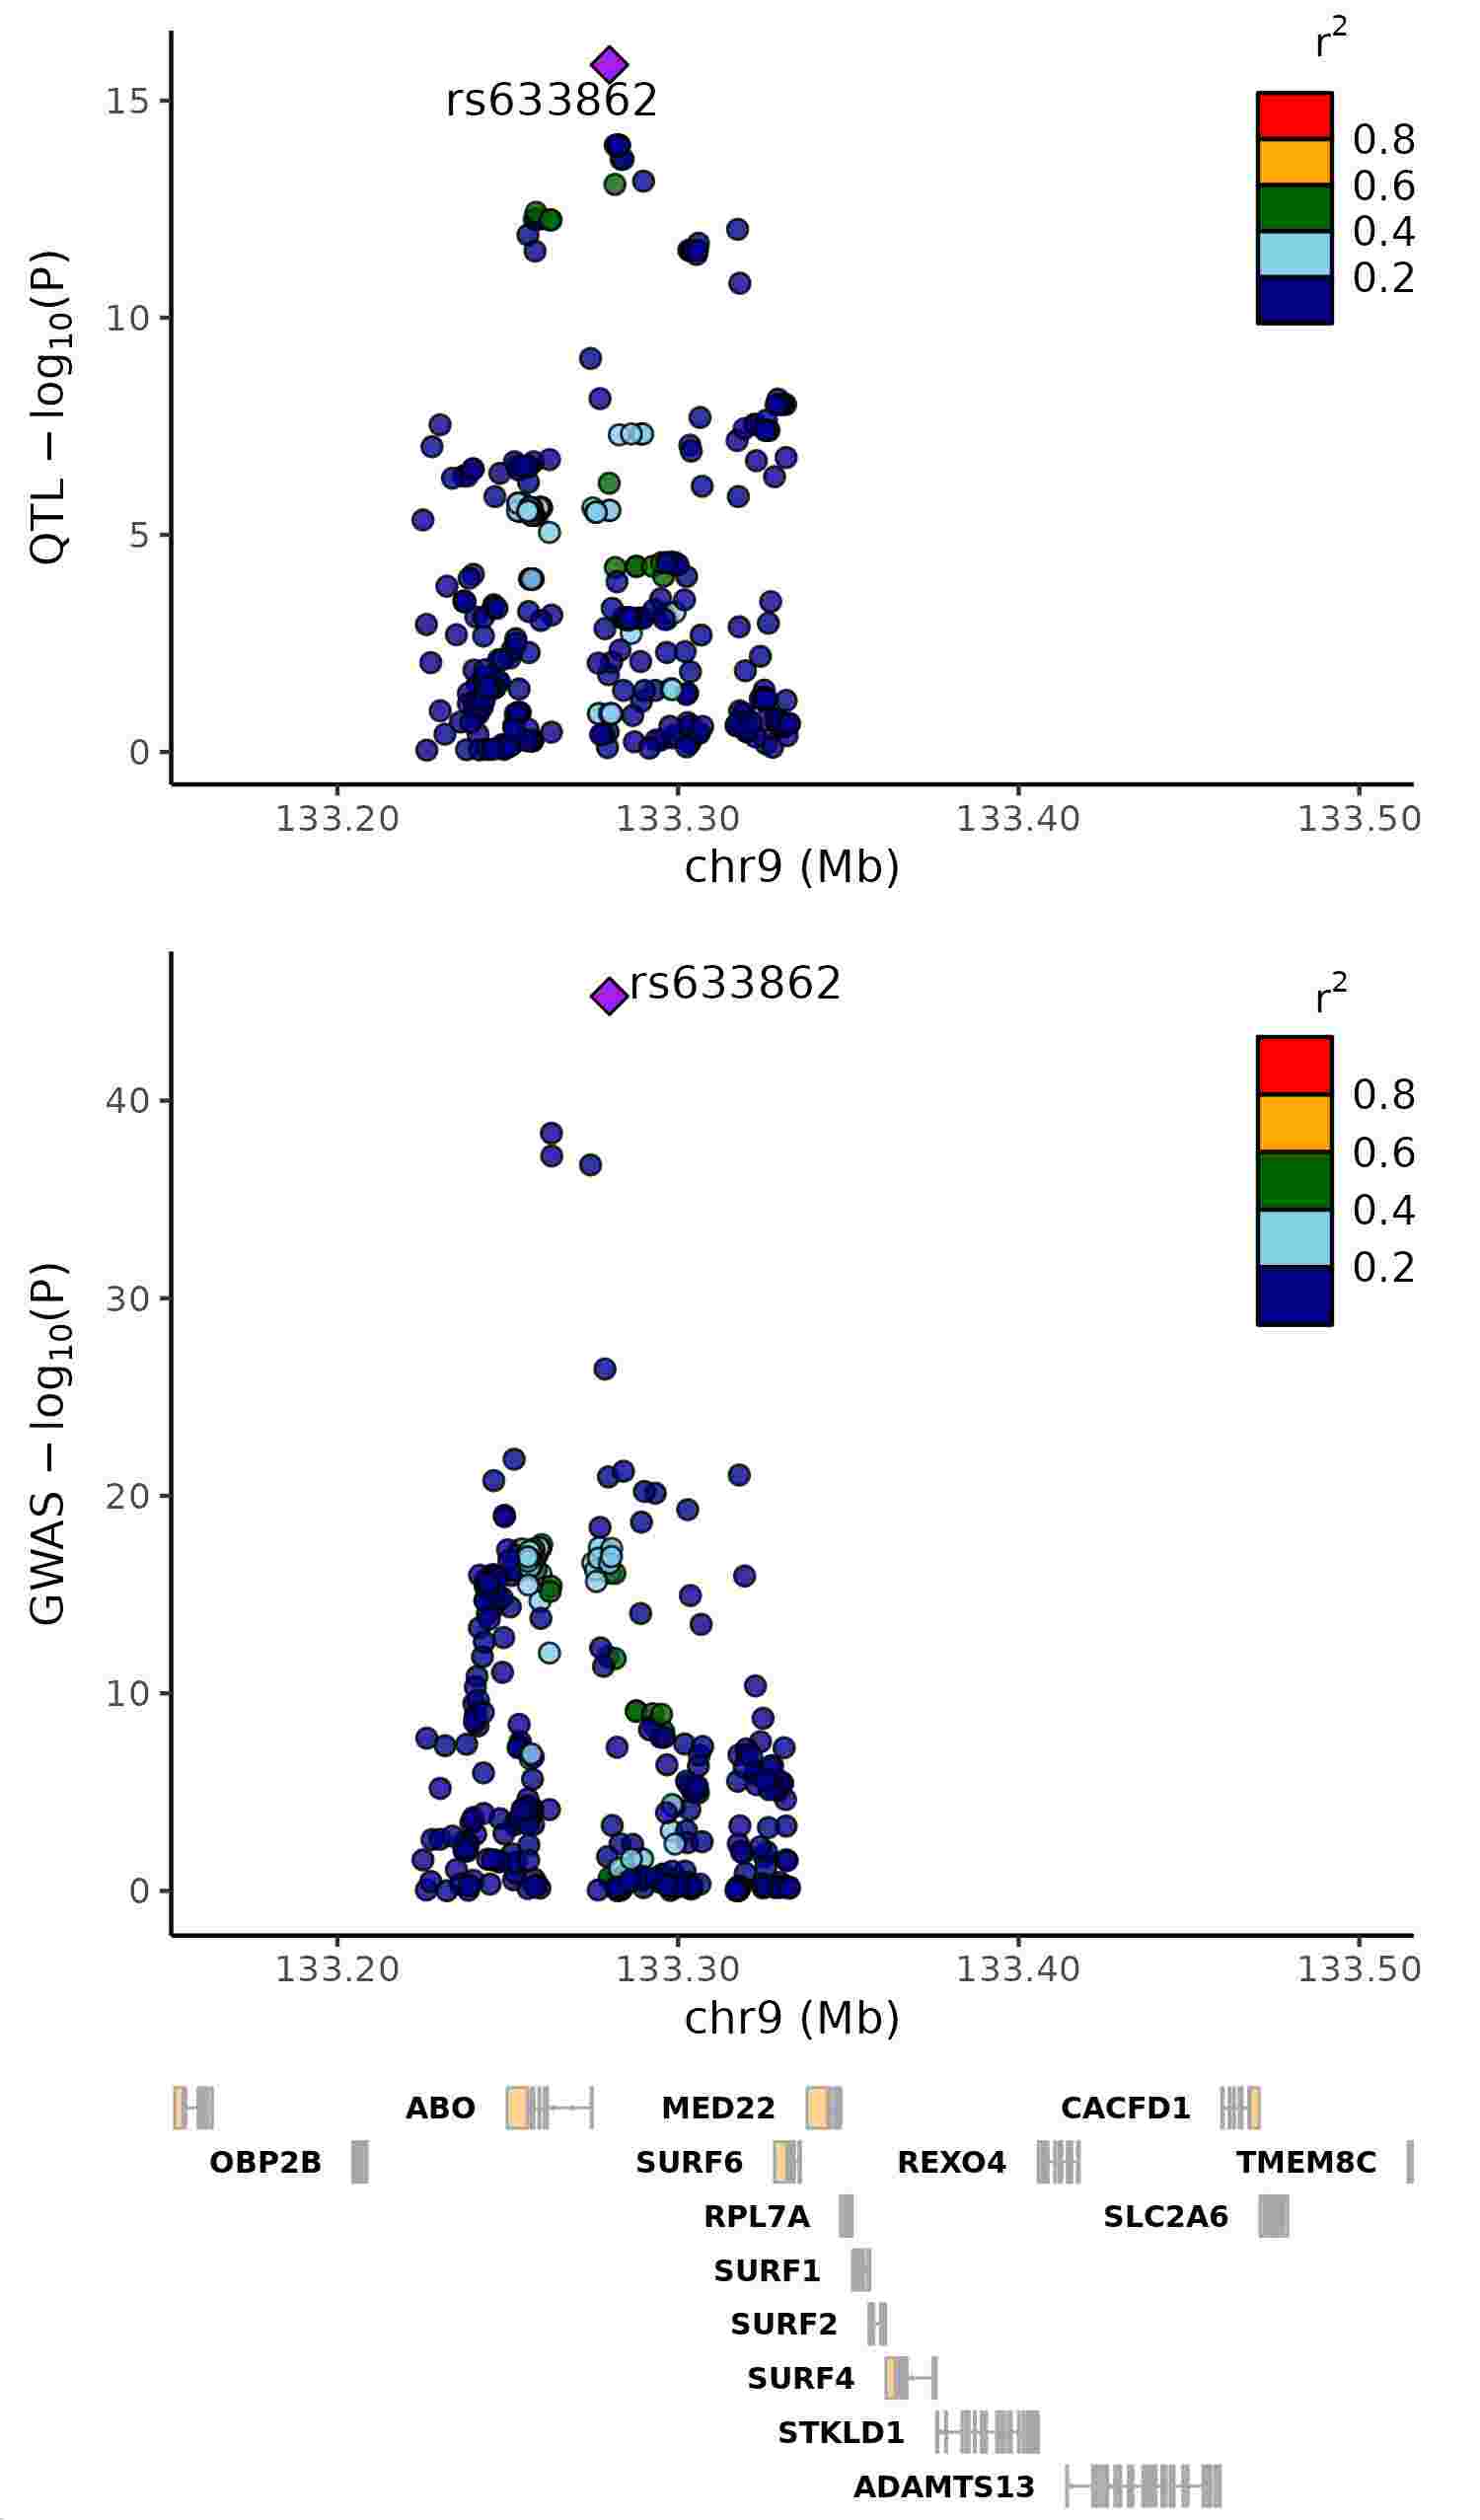 r²
rs633862
15
10
5
0
0.8
0.6
0.4
0.2
QTL − log₁₀(P)
133.20 133.30 133.40 133.50
chr9 (Mb)
r²
rs633862
40
30
20
10
0
0.8
0.6
0.4
0.2
GWAS − log₁₀(P)
133.20 133.30 133.40 133.50
chr9 (Mb)
ABO MED22 CACFD1
OBP2B SURF6 REXO4 TMEM8C
RPL7A SLC2A6
SURF1
SURF2
SURF4
STKLD1
ADAMTS13